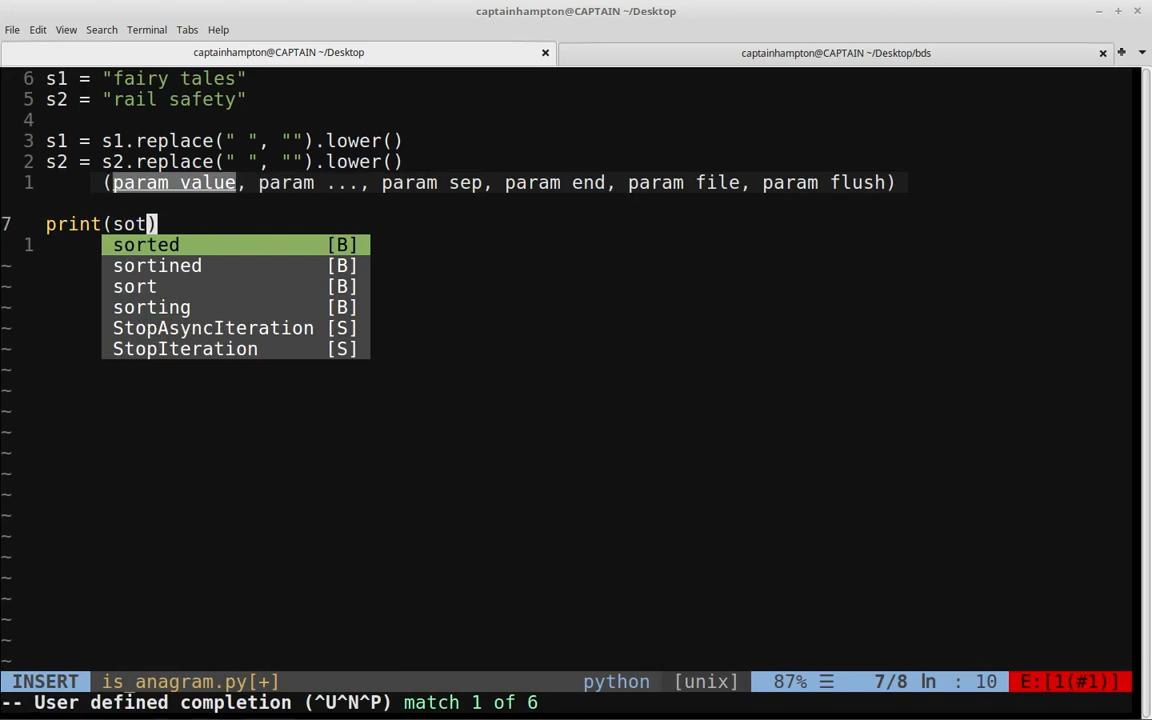 captainhampton@CAPTAIN ~/Desktop
File Edit View Search Terminal Tabs Help
captainhampton@CAPTAIN ~/Desktop captainhampton@CAPTAIN ~/Desktop/bds
6 s1 = "fairy tales"
5 s2 = "rail safety"
4
3 s1 = s1.replace(" ", "").lower()
2 s2 = s2.replace(" ", "").lower()
1 (param value, param ..., param sep, param end, param file, param flush)
7 print(sot)
1 sorted [B]
~ sortined [B]
~ sort [B]
~ sorting [B]
~ StopAsyncIteration [S]
~ StopIteration [S]
~
~
~
~
~
~
~
~
~
~
~
~
~
~
INSERT is_anagram.py[+] python [unix] 87% ☰ 7/8 ln : 10 E:[1(#1)]
-- User defined completion (^U^N^P) match 1 of 6